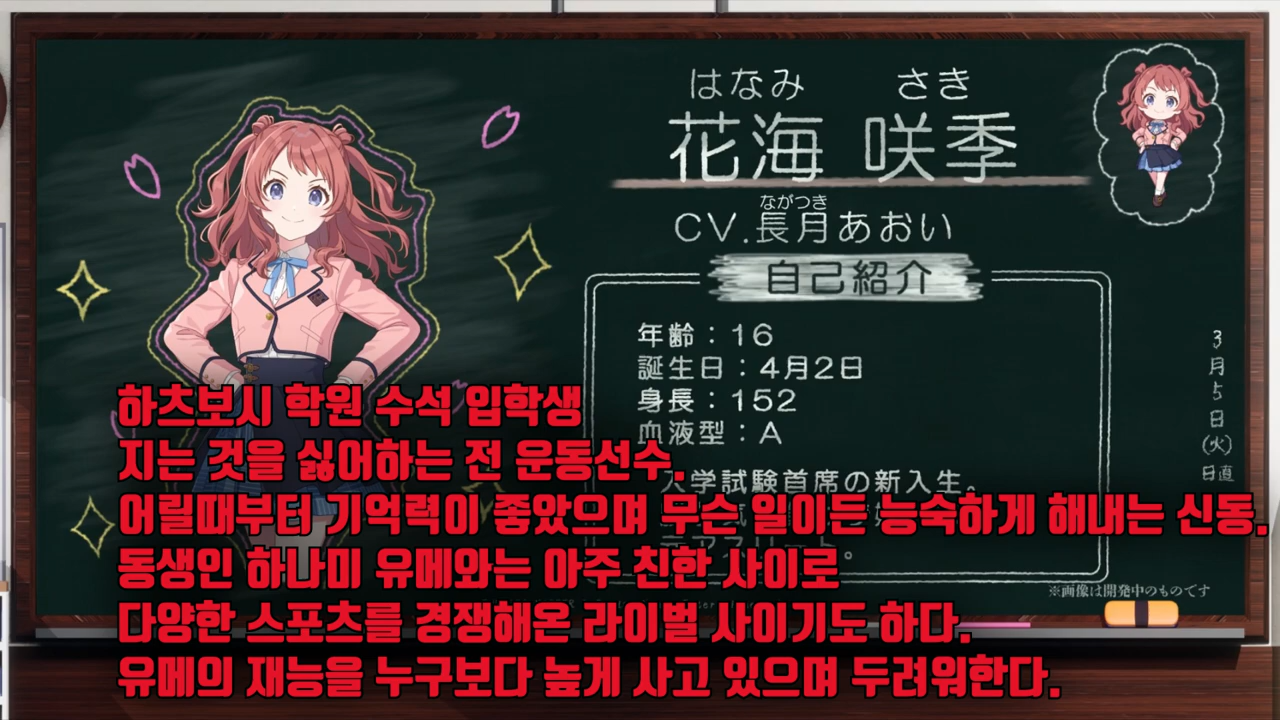 はなみ さき
花海 咲季
ながつき
CV.長月あおい
自己紹介
年齢：16
誕生日：4月2日
身長：152
血液型：A
入学試験首席の新入生。
3月5日(火)
日直
※画像は開発中のものです
하츠보시 학원 수석 입학생
지는 것을 싫어하는 전 운동선수.
어릴때부터 기억력이 좋았으며 무슨 일이든 능숙하게 해내는 신동.
동생인 하나미 유메와는 아주 친한 사이로
다양한 스포츠를 경쟁해온 라이벌 사이기도 하다.
유메의 재능을 누구보다 높게 사고 있으며 두려워한다.